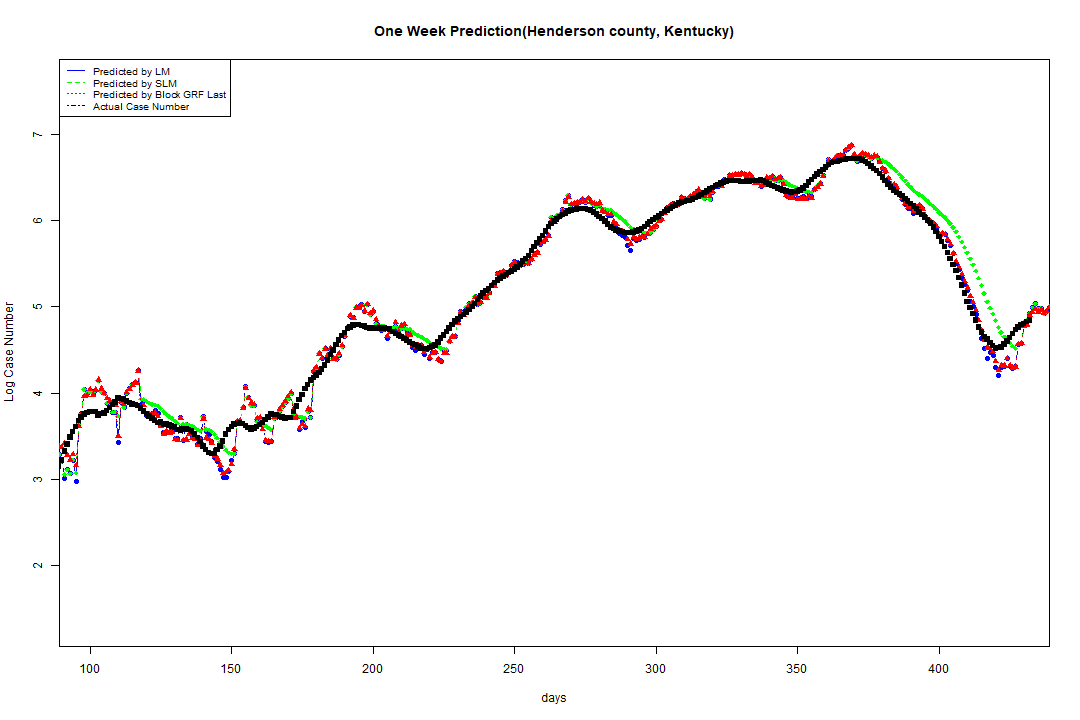 One Week Prediction(Henderson county, Kentucky)
Predicted by LM
Predicted by SLM
Predicted by Block GRF Last
Actual Case Number
7
6
5
4
3
2
Log Case Number
100 150 200 250 300 350 400
days